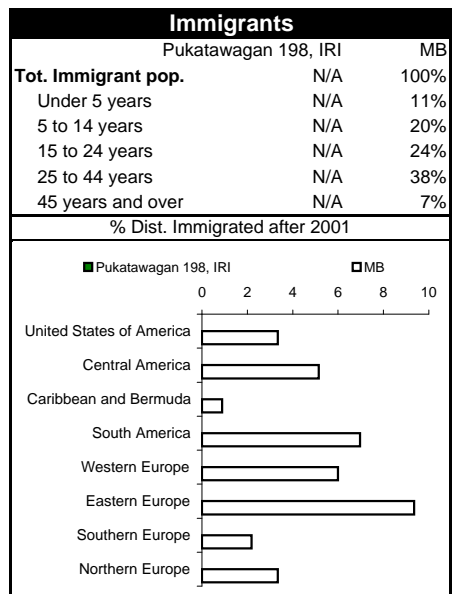 Immigrants
Pukatawagan 198, IRI MB
Tot. Immigrant pop. N/A 100%
Under 5 years N/A 11%
5 to 14 years N/A 20%
15 to 24 years N/A 24%
25 to 44 years N/A 38%
45 years and over N/A 7%
% Dist. Immigrated after 2001
Pukatawagan 198, IRI MB
0 2 4 6 8 10
United States of America
Central America
Caribbean and Bermuda
South America
Western Europe
Eastern Europe
Southern Europe
Northern Europe